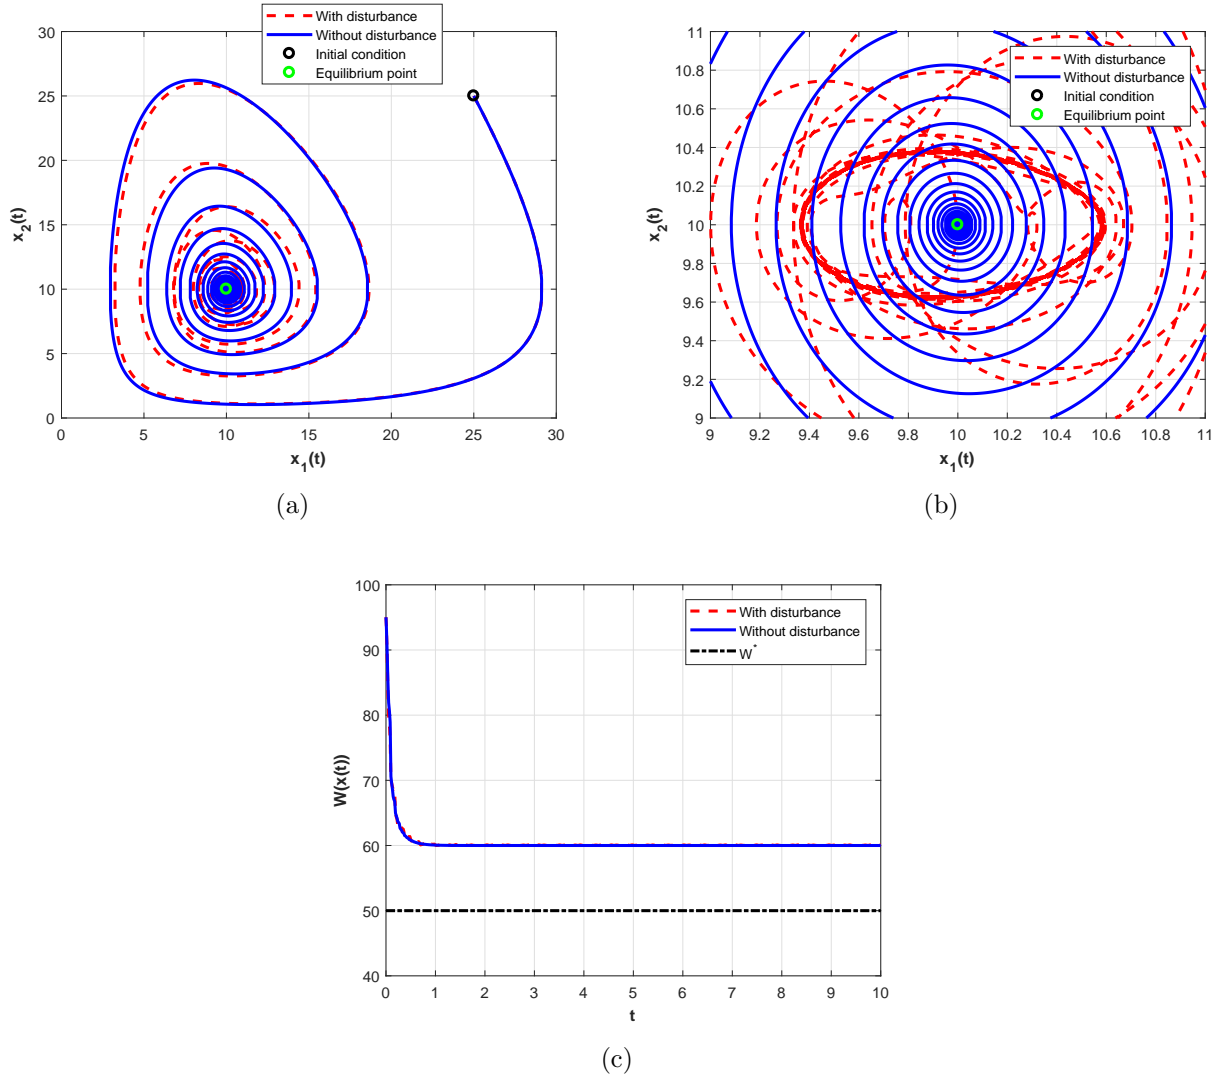 With disturbance
Without disturbance
Initial condition
Equilibrium point
30
25
20
15
10
5
0
x_2(t)
0 5 10 15 20 25 30
x_1(t)
(a)
With disturbance
Without disturbance
Initial condition
Equilibrium point
11
10.8
10.6
10.4
10.2
10
9.8
9.6
9.4
9.2
9
x_2(t)
9 9.2 9.4 9.6 9.8 10 10.2 10.4 10.6 10.8 11
x_1(t)
(b)
With disturbance
Without disturbance
W^*
100
90
80
70
60
50
40
W(x(t))
0 1 2 3 4 5 6 7 8 9 10
t
(c)